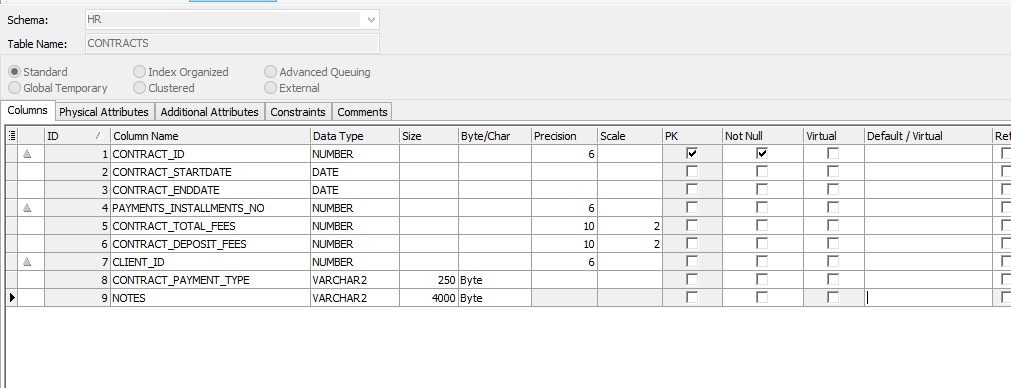 Schema: HR
Table Name: CONTRACTS
Standard Index Organized Advanced Queuing
Global Temporary Clustered External
Columns Physical Attributes Additional Attributes Constraints Comments
ID Column Name Data Type Size Byte/Char Precision Scale PK Not Null Virtual Default / Virtual Ref
1 CONTRACT_ID NUMBER 6
2 CONTRACT_STARTDATE DATE
3 CONTRACT_ENDDATE DATE
4 PAYMENTS_INSTALLMENTS_NO NUMBER 6
5 CONTRACT_TOTAL_FEES NUMBER 10 2
6 CONTRACT_DEPOSIT_FEES NUMBER 10 2
7 CLIENT_ID NUMBER 6
8 CONTRACT_PAYMENT_TYPE VARCHAR2 250 Byte
9 NOTES VARCHAR2 4000 Byte